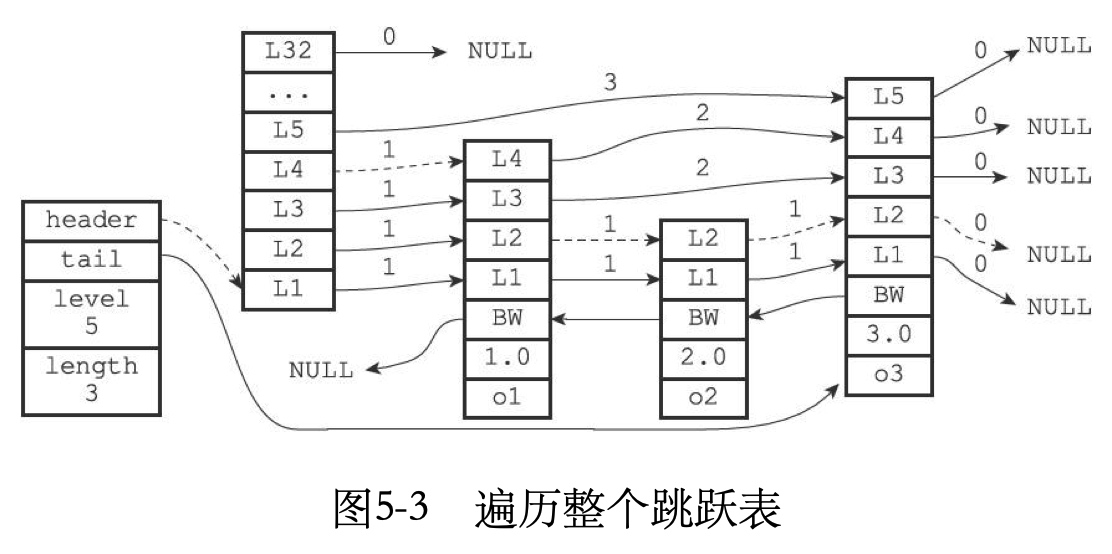 header
tail
level
5
length
3
L32
...
L5
L4
L3
L2
L1
0
NULL
3
1
1
1
1
L4
L3
L2
L1
BW
1.0
o1
NULL
2
2
1
1
L2
L1
BW
2.0
o2
1
1
L5
L4
L3
L2
L1
BW
3.0
o3
0
NULL
0
NULL
0
NULL
0
NULL
0
NULL
图5-3 遍历整个跳跃表